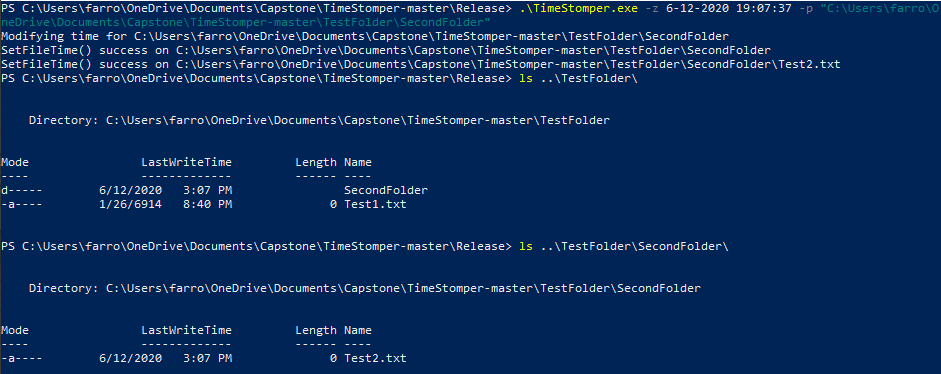 PS C:\Users\farro\OneDrive\Documents\Capstone\TimeStomper-master\Release> .\TimeStomper.exe -z 6-12-2020 19:07:37 -p "C:\Users\farro\O
neDrive\Documents\Capstone\TimeStomper-master\TestFolder\SecondFolder"
Modifying time for C:\Users\farro\OneDrive\Documents\Capstone\TimeStomper-master\TestFolder\SecondFolder
SetFileTime() success on C:\Users\farro\OneDrive\Documents\Capstone\TimeStomper-master\TestFolder\SecondFolder
SetFileTime() success on C:\Users\farro\OneDrive\Documents\Capstone\TimeStomper-master\TestFolder\SecondFolder\Test2.txt
PS C:\Users\farro\OneDrive\Documents\Capstone\TimeStomper-master\Release> ls ..\TestFolder\
Directory: C:\Users\farro\OneDrive\Documents\Capstone\TimeStomper-master\TestFolder
Mode LastWriteTime Length Name
---- ------------- ------ ----
d----- 6/12/2020 3:07 PM SecondFolder
-a---- 1/26/6914 8:40 PM 0 Test1.txt
PS C:\Users\farro\OneDrive\Documents\Capstone\TimeStomper-master\Release> ls ..\TestFolder\SecondFolder\
Directory: C:\Users\farro\OneDrive\Documents\Capstone\TimeStomper-master\TestFolder\SecondFolder
Mode LastWriteTime Length Name
---- ------------- ------ ----
-a---- 6/12/2020 3:07 PM 0 Test2.txt